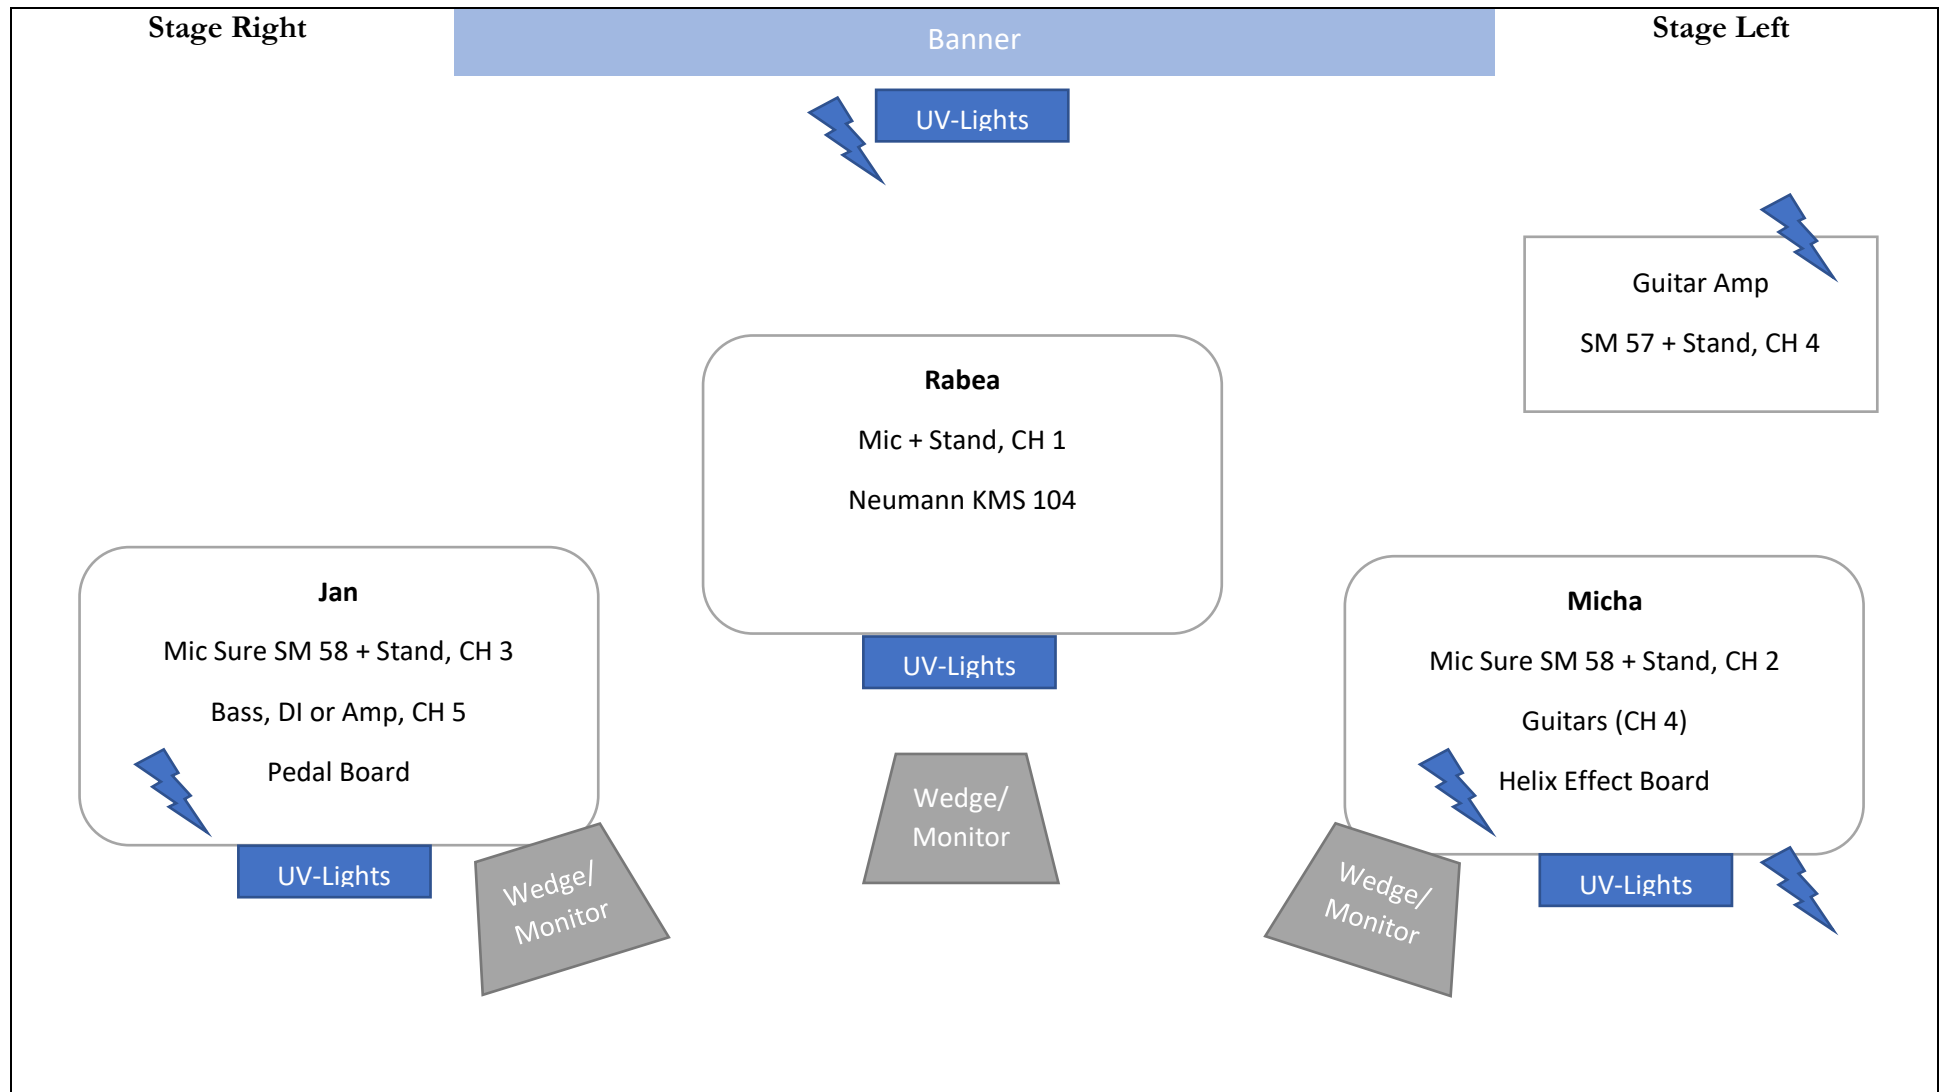 Stage Right
Banner
Stage Left
UV-Lights
Guitar Amp
SM 57 + Stand, CH 4
Rabea
Mic + Stand, CH 1
Neumann KMS 104
Jan
Mic Sure SM 58 + Stand, CH 3
Bass, DI or Amp, CH 5
Pedal Board
Micha
Mic Sure SM 58 + Stand, CH 2
Guitars (CH 4)
Helix Effect Board
UV-Lights
Wedge/
Monitor
UV-Lights
Wedge/
Monitor
Wedge/
Monitor
UV-Lights